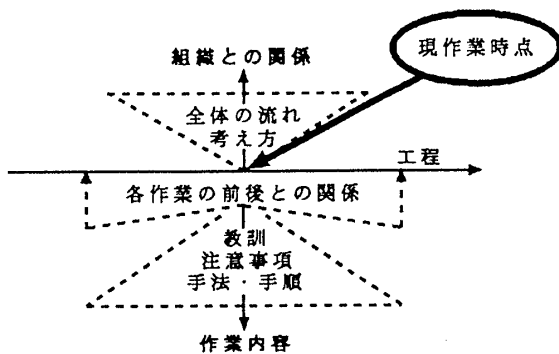 現作業時点
組織との関係
全体の流れ
考え方
工程
各作業の前後との関係
教訓
注意事項
手法・手順
作業内容